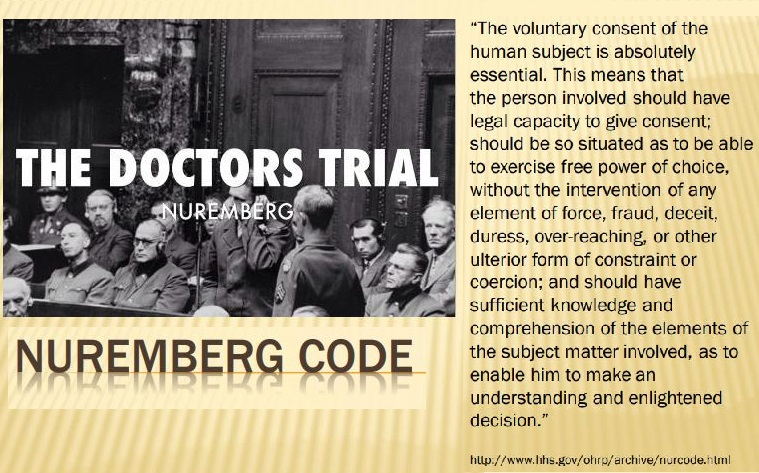 THE DOCTORS TRIAL
NUREMBERG
NUREMBERG CODE
“The voluntary consent of the
human subject is absolutely
essential. This means that
the person involved should have
legal capacity to give consent;
should be so situated as to be able
to exercise free power of choice,
without the intervention of any
element of force, fraud, deceit,
duress, over-reaching, or other
ulterior form of constraint or
coercion; and should have
sufficient knowledge and
comprehension of the elements of
the subject matter involved, as to
enable him to make an
understanding and enlightened
decision.”
http://www.hhs.gov/ohrp/archive/nurcode.html